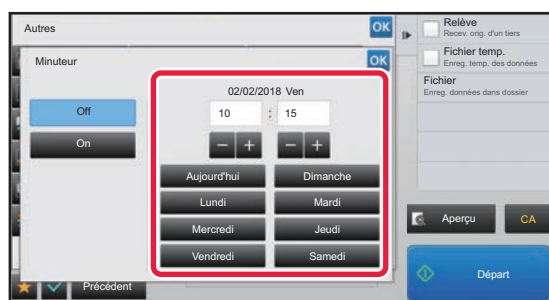 Autres
OK
Minuteur
OK
02/02/2018 Ven
10 : 15
Off
On
Aujourd'hui
Dimanche
Lundi
Mardi
Mercredi
Jeudi
Vendredi
Samedi
Précédent
Relève
Recev. orig. d'un tiers
Fichier temp.
Enreg. temp. des données
Fichier
Enreg. données dans dossier
Aperçu
CA
Départ